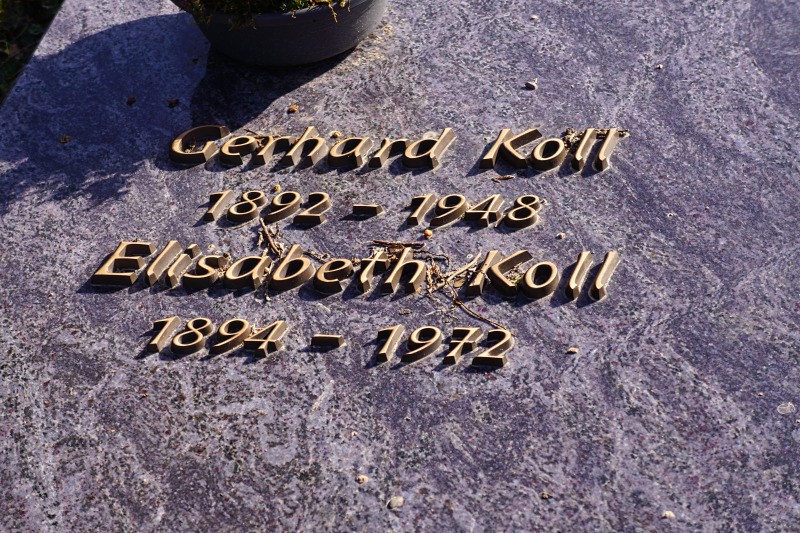 Gerhard Koll
1892 - 1948
Elisabeth Koll
1894 - 1972